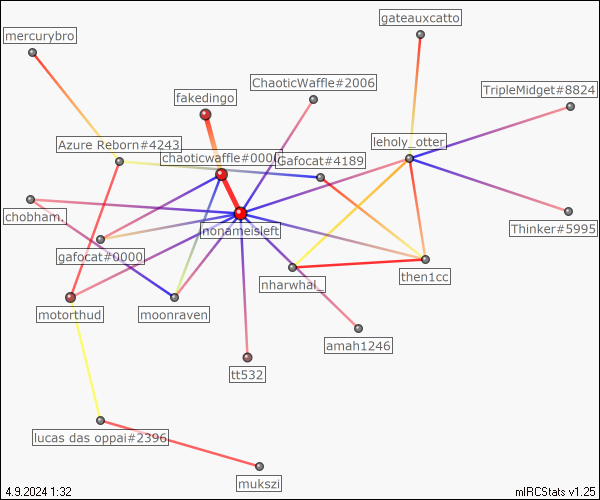 gateauxcatto
mercurybro
ChaoticWaffle#2006
TripleMidget#8824
fakedingo
Azure Reborn#4243
leholy_otter
chaoticwaffle#0000
Gafocat#4189
chobham.
Thinker#5995
nonameisleft
gafocat#0000
then1cc
nharwhal_
motorthud
moonraven
amah1246
tt532
lucas das oppai#2396
mukszi
4.9.2024 1:32
mIRCStats v1.25